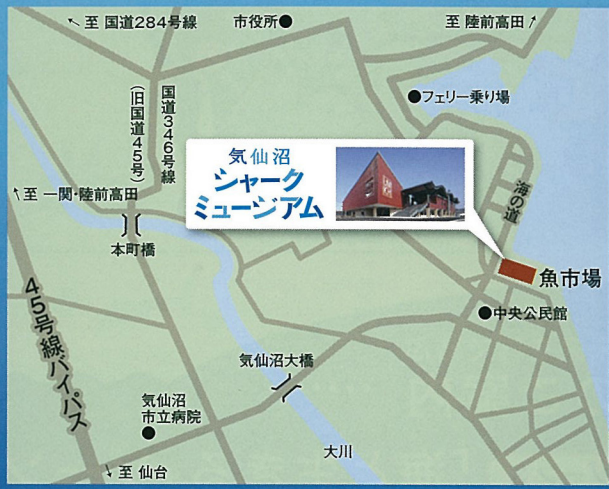 ↖至 国道284号線
市役所●
至 陸前高田↗
●フェリー乗り場
国道346号線
(旧国道45号)
気仙沼
シャーク
ミュージアム
海の道
↑至 一関・陸前高田
本町橋
魚市場
●中央公民館
45号線バイパス
気仙沼大橋
気仙沼
市立病院
大川
↓至 仙台